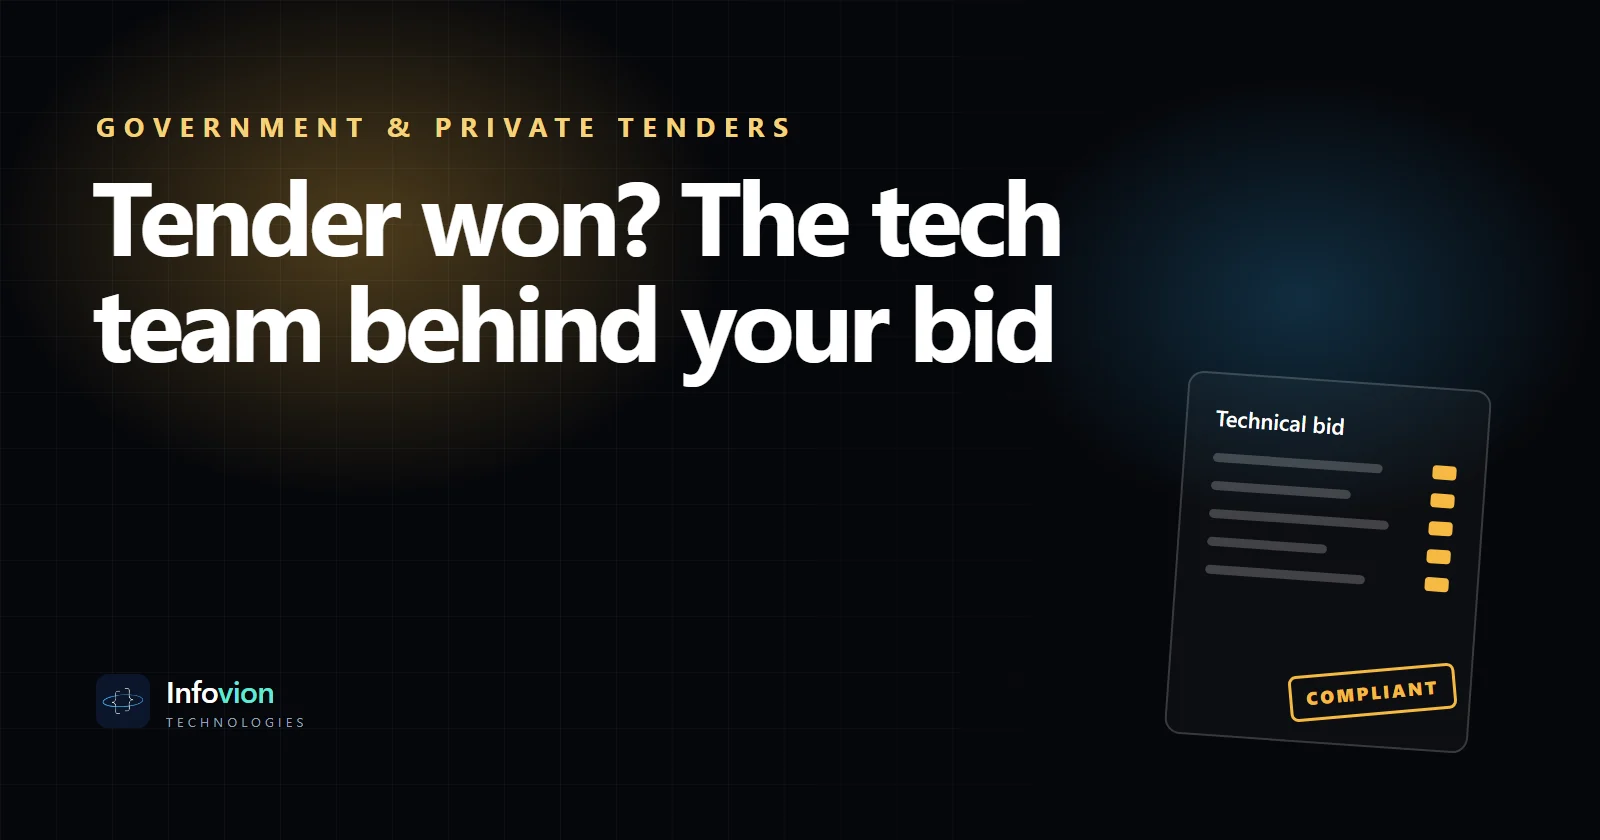 GOVERNMENT & PRIVATE TENDERS
Tender won? The tech
team behind your bid
Technical bid
COMPLIANT
Infovion
TECHNOLOGIES